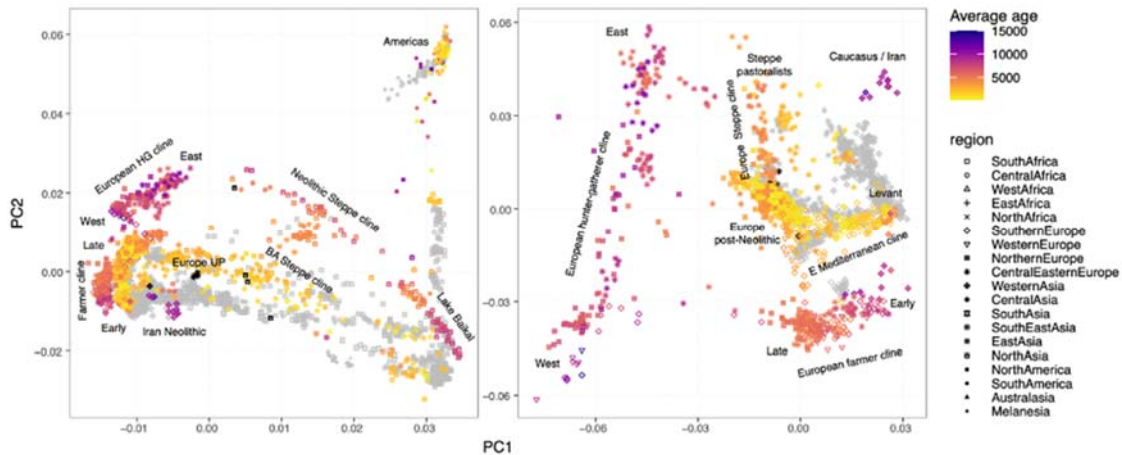 Americas
European HG cline
East
West
Late
Farmer cline
Early
Europe UP
Iran Neolithic
Neolithic Steppe cline
BA Steppe cline
Lake Baikal
PC2
0.06
0.04
0.02
0.00
−0.02
−0.01
0.00
0.01
0.02
0.03
PC1
East
Steppe
pastoralists
Caucasus / Iran
Europe Steppe cline
European hunter-gatherer cline
Levant
Europe
post-Neolithic
E Mediterranean cline
Early
Late
European farmer cline
West
0.06
0.03
0.00
−0.03
−0.06
−0.06
−0.03
0.00
0.03
Average age
15000
10000
5000
region
SouthAfrica
CentralAfrica
WestAfrica
EastAfrica
NorthAfrica
SouthernEurope
WesternEurope
NorthernEurope
CentralEasternEurope
WesternAsia
CentralAsia
SouthAsia
SouthEastAsia
EastAsia
NorthAsia
NorthAmerica
SouthAmerica
Australasia
Melanesia